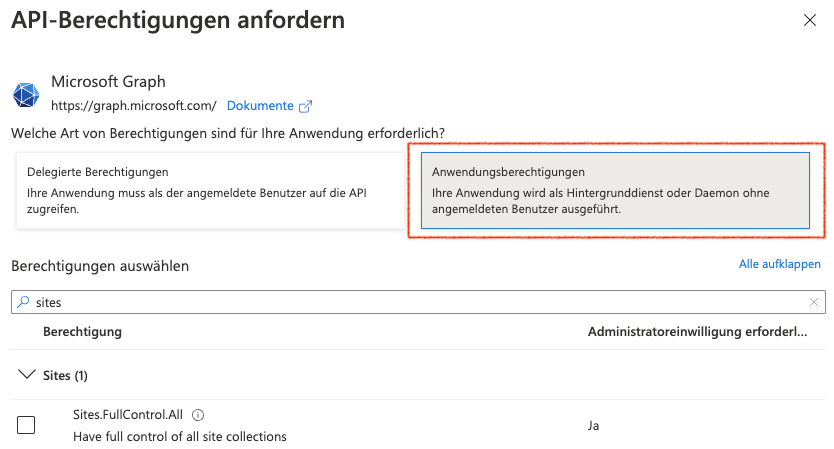 API-Berechtigungen anfordern
Microsoft Graph
https://graph.microsoft.com/ Dokumente
Welche Art von Berechtigungen sind für Ihre Anwendung erforderlich?
Delegierte Berechtigungen
Ihre Anwendung muss als der angemeldete Benutzer auf die API
zugreifen.
Anwendungsberechtigungen
Ihre Anwendung wird als Hintergrunddienst oder Daemon ohne
angemeldeten Benutzer ausgeführt.
Berechtigungen auswählen
Alle aufklappen
sites
Berechtigung
Administratoreinwilligung erforderl...
Sites (1)
Sites.FullControl.All
Have full control of all site collections
Ja